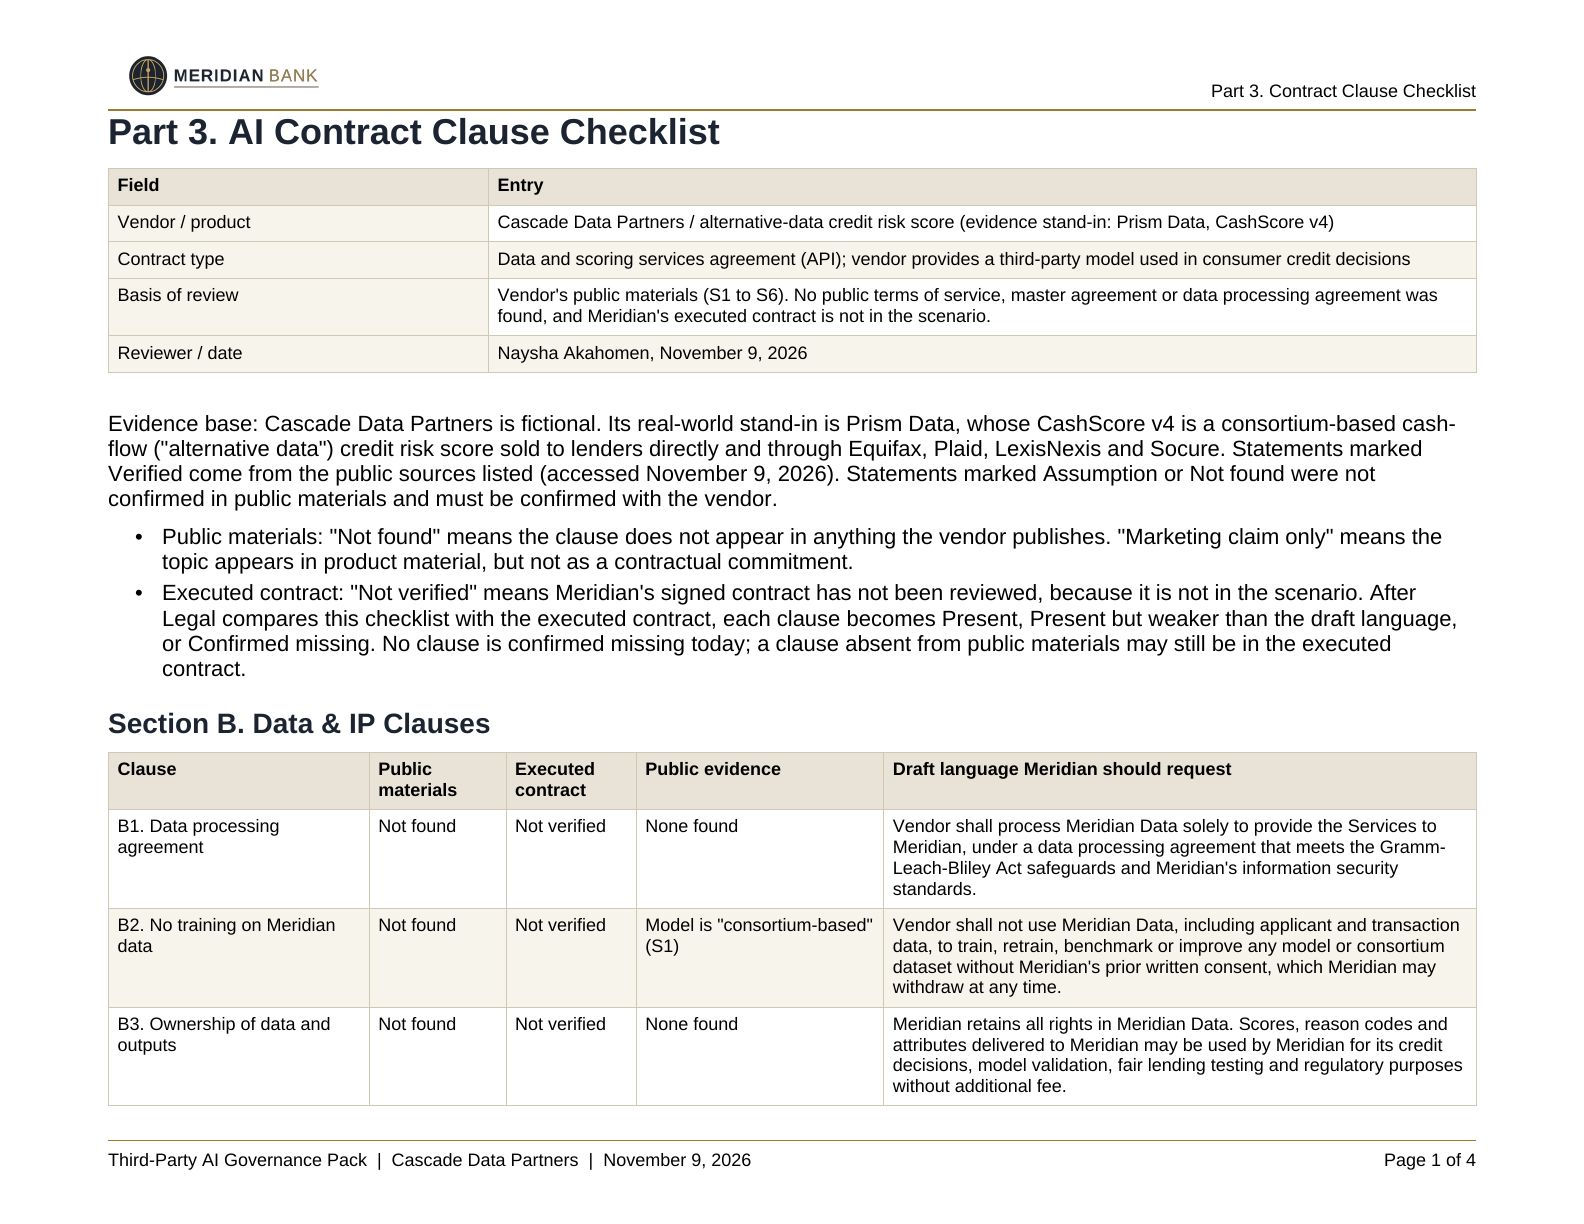 MERIDIAN BANK
Part 3. Contract Clause Checklist
Part 3. AI Contract Clause Checklist
Field
Entry
Vendor / product
Cascade Data Partners / alternative-data credit risk score (evidence stand-in: Prism Data, CashScore v4)
Contract type
Data and scoring services agreement (API); vendor provides a third-party model used in consumer credit decisions
Basis of review
Vendor's public materials (S1 to S6). No public terms of service, master agreement or data processing agreement was
found, and Meridian's executed contract is not in the scenario.
Reviewer / date
Naysha Akahomen, November 9, 2026
Evidence base: Cascade Data Partners is fictional. Its real-world stand-in is Prism Data, whose CashScore v4 is a consortium-based cash-
flow ("alternative data") credit risk score sold to lenders directly and through Equifax, Plaid, LexisNexis and Socure. Statements marked
Verified come from the public sources listed (accessed November 9, 2026). Statements marked Assumption or Not found were not
confirmed in public materials and must be confirmed with the vendor.
• Public materials: "Not found" means the clause does not appear in anything the vendor publishes. "Marketing claim only" means the
topic appears in product material, but not as a contractual commitment.
• Executed contract: "Not verified" means Meridian's signed contract has not been reviewed, because it is not in the scenario. After
Legal compares this checklist with the executed contract, each clause becomes Present, Present but weaker than the draft language,
or Confirmed missing. No clause is confirmed missing today; a clause absent from public materials may still be in the executed
contract.
Section B. Data & IP Clauses
Clause
Public
materials
Executed
contract
Public evidence
Draft language Meridian should request
B1. Data processing
agreement
Not found
Not verified
None found
Vendor shall process Meridian Data solely to provide the Services to
Meridian, under a data processing agreement that meets the Gramm-
Leach-Bliley Act safeguards and Meridian's information security
standards.
B2. No training on Meridian
data
Not found
Not verified
Model is "consortium-based"
(S1)
Vendor shall not use Meridian Data, including applicant and transaction
data, to train, retrain, benchmark or improve any model or consortium
dataset without Meridian's prior written consent, which Meridian may
withdraw at any time.
B3. Ownership of data and
outputs
Not found
Not verified
None found
Meridian retains all rights in Meridian Data. Scores, reason codes and
attributes delivered to Meridian may be used by Meridian for its credit
decisions, model validation, fair lending testing and regulatory purposes
without additional fee.
Third-Party AI Governance Pack | Cascade Data Partners | November 9, 2026
Page 1 of 4